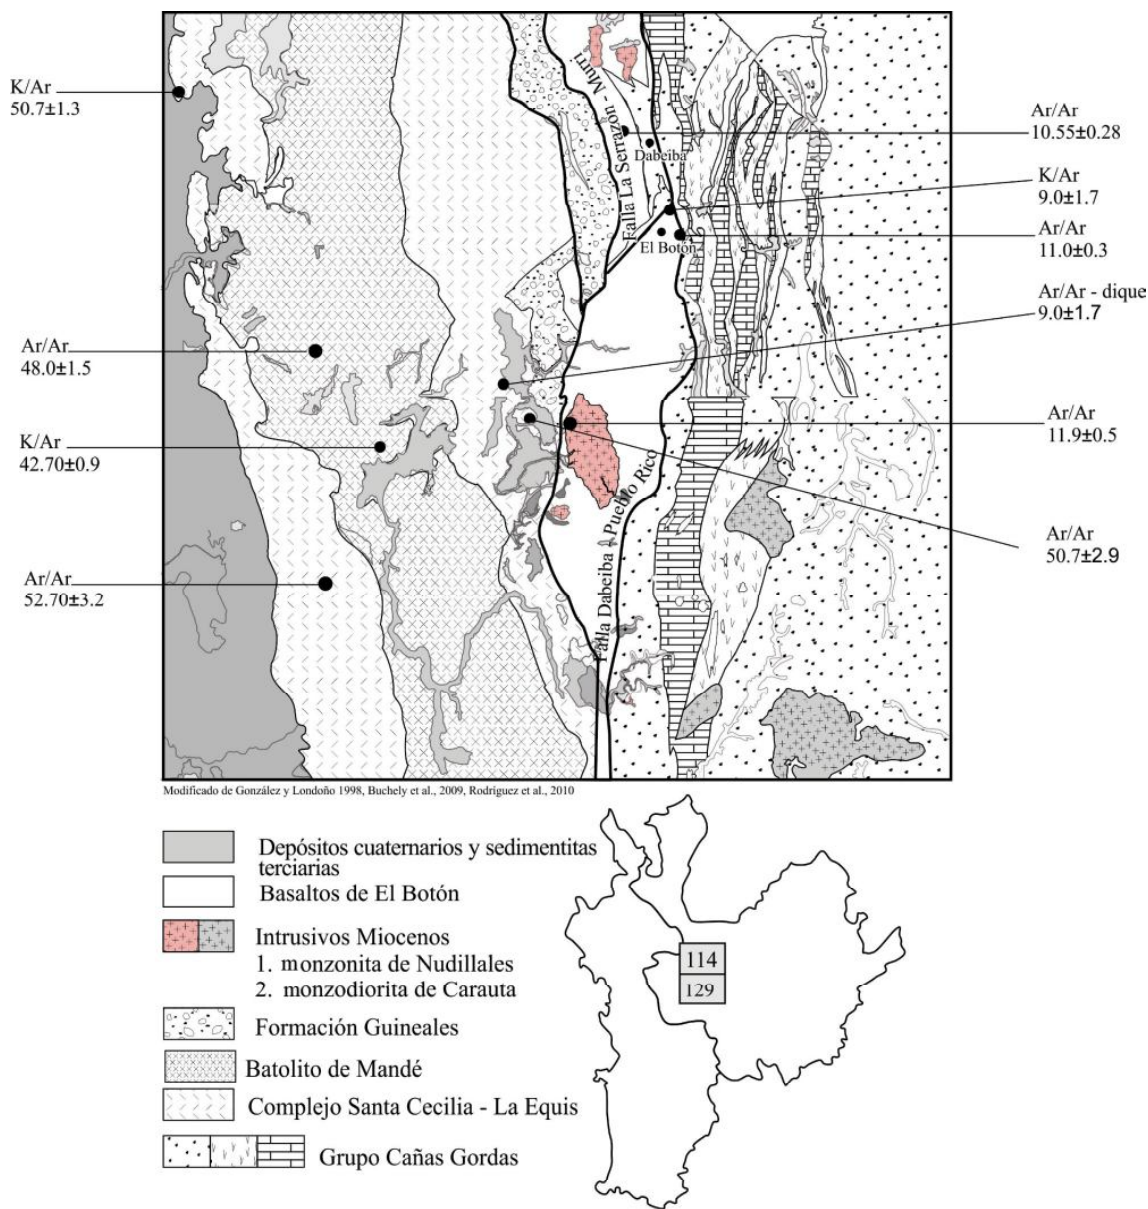 K/Ar
50.7±1.3
Ar/Ar
48.0±1.5
K/Ar
42.70±0.9
Ar/Ar
52.70±3.2
Falla La Serrazon Murri
Dabeiba
El Botón
Falla Dabeiba - Pueblo Rico
Ar/Ar
10.55±0.28
K/Ar
9.0±1.7
Ar/Ar
11.0±0.3
Ar/Ar - dique
9.0±1.7
Ar/Ar
11.9±0.5
Ar/Ar
50.7±2.9
Modificado de González y Londoño 1998, Buchely et al., 2009, Rodríguez et al., 2010
Depósitos cuaternarios y sedimentitas
terciarias
Basaltos de El Botón
Intrusivos Miocenos
1. monzonita de Nudillales
2. monzodiorita de Carauta
Formación Guineales
Batolito de Mandé
Complejo Santa Cecilia - La Equis
Grupo Cañas Gordas
114
129